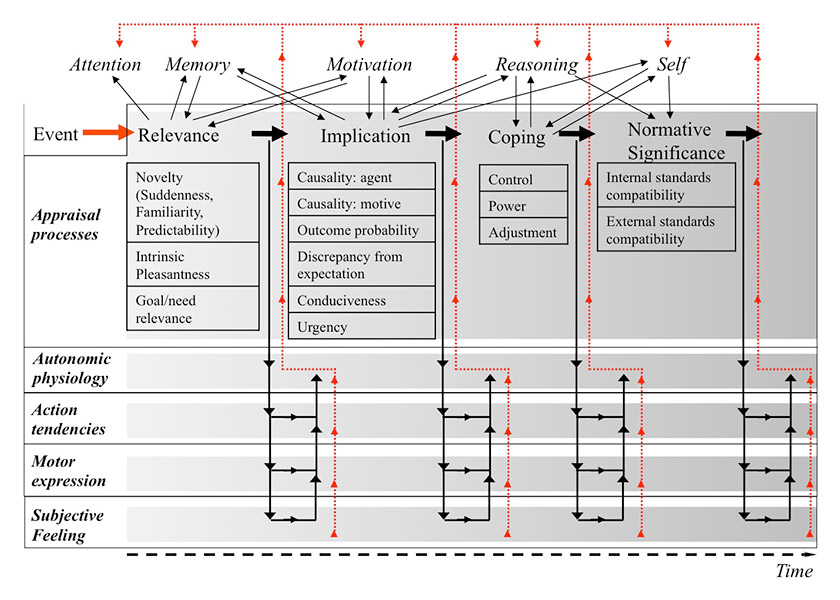 Attention Memory Motivation Reasoning Self
Event Relevance Implication Coping Normative
Significance
Appraisal
processes
Novelty
(Suddenness,
Familiarity,
Predictability)
Intrinsic
Pleasantness
Goal/need
relevance
Causality: agent
Causality: motive
Outcome probability
Discrepancy from
expectation
Conduciveness
Urgency
Control
Power
Adjustment
Internal standards
compatibility
External standards
compatibility
Autonomic
physiology
Action
tendencies
Motor
expression
Subjective
Feeling
Time